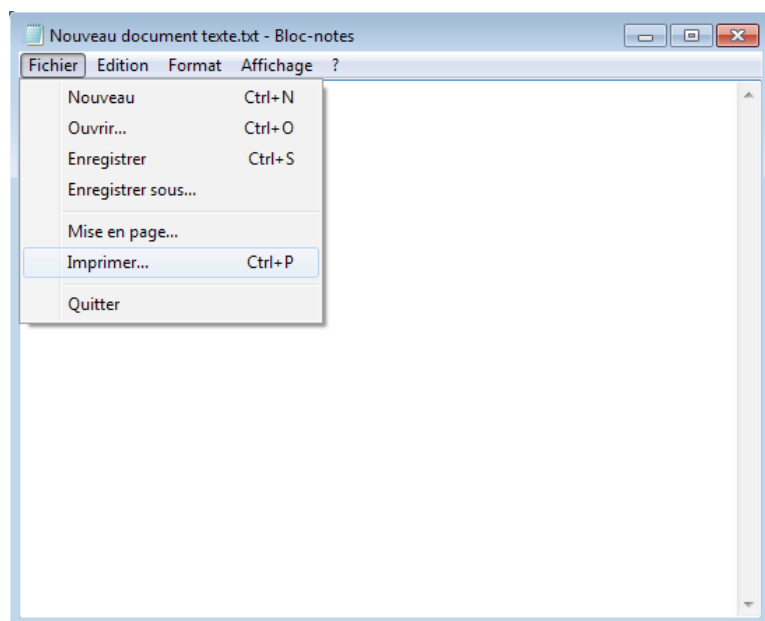 Nouveau document texte.txt - Bloc-notes
Fichier Edition Format Affichage ?
Nouveau Ctrl+N
Ouvrir... Ctrl+O
Enregistrer Ctrl+S
Enregistrer sous...
Mise en page...
Imprimer... Ctrl+P
Quitter